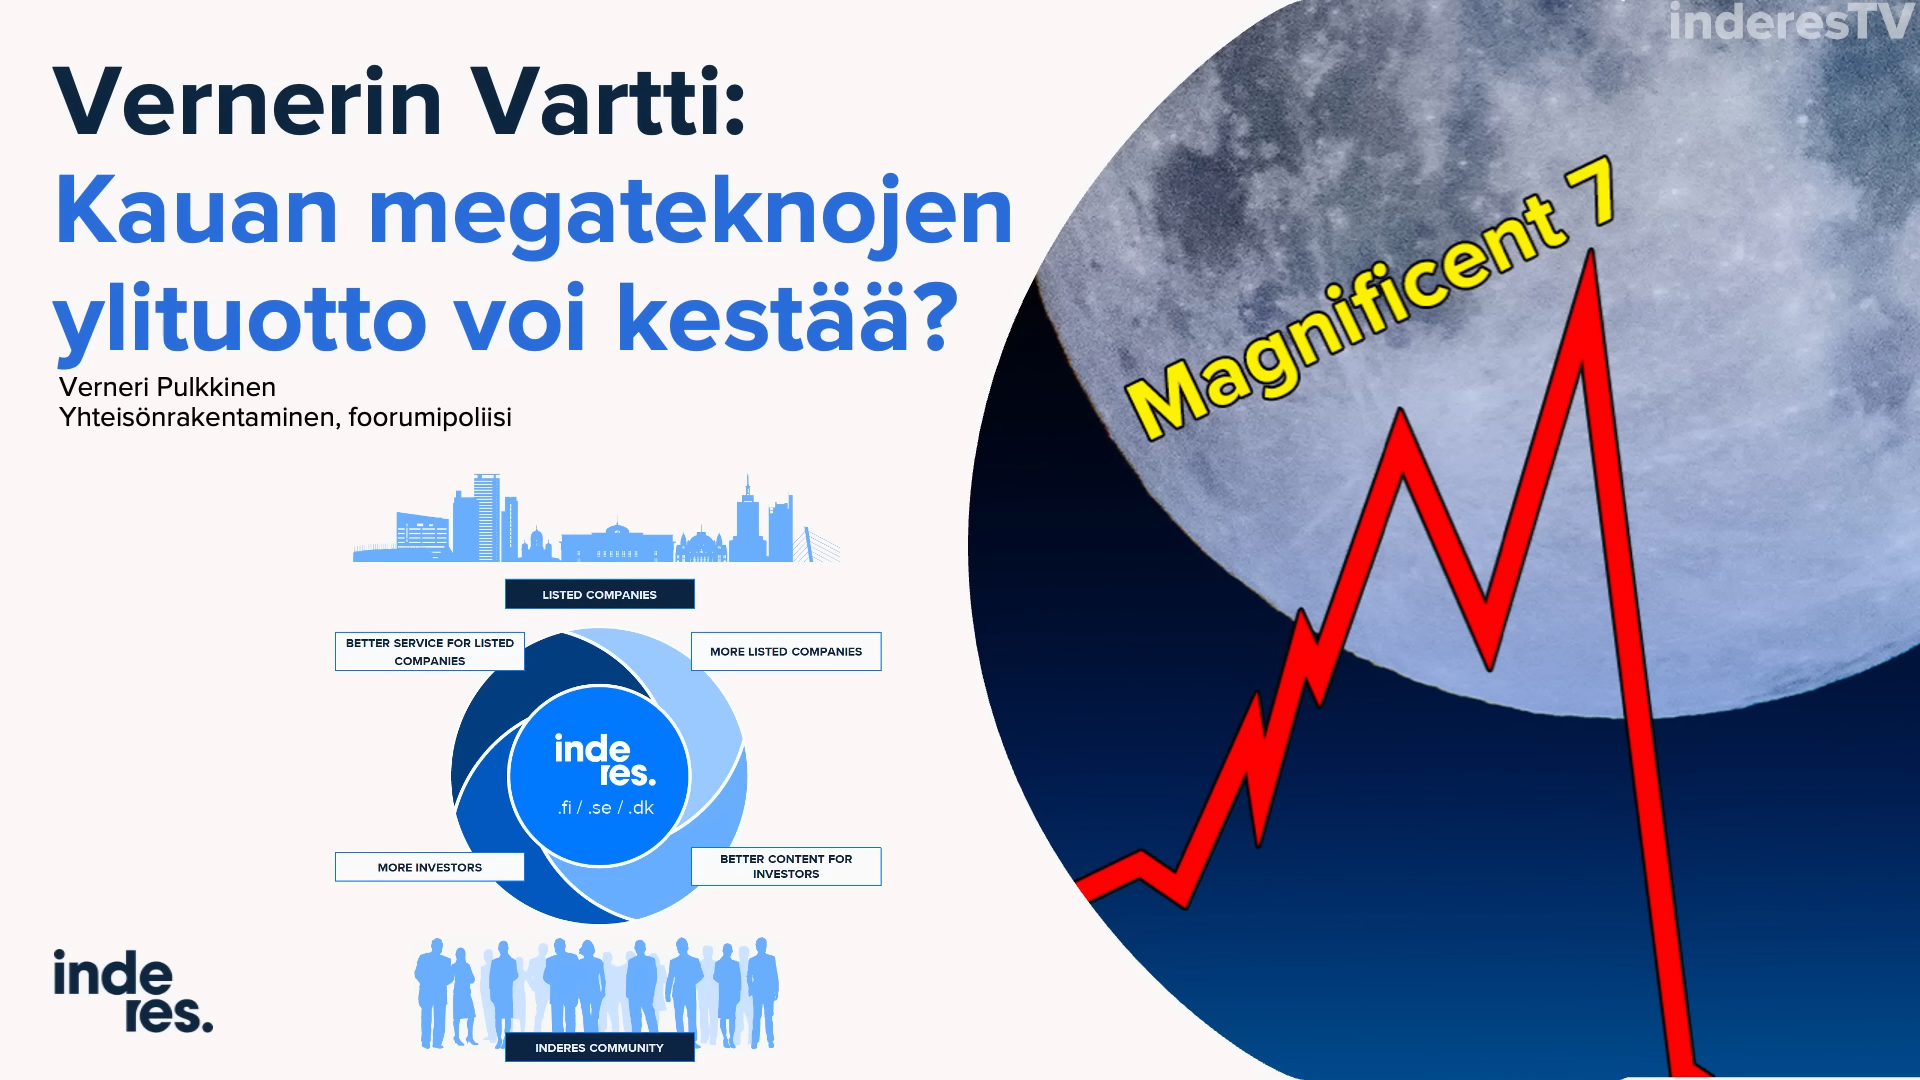 inderesTV
Vernerin Vartti:
Kauan megateknojen
ylituotto voi kestää?
Verneri Pulkkinen
Yhteisönrakentaminen, foorumipoliisi
Magnificent 7
LISTED COMPANIES
BETTER SERVICE FOR LISTED
COMPANIES
MORE LISTED COMPANIES
inde
res.
.fi / .se / .dk
MORE INVESTORS
BETTER CONTENT FOR
INVESTORS
inde
res.
INDERES COMMUNITY